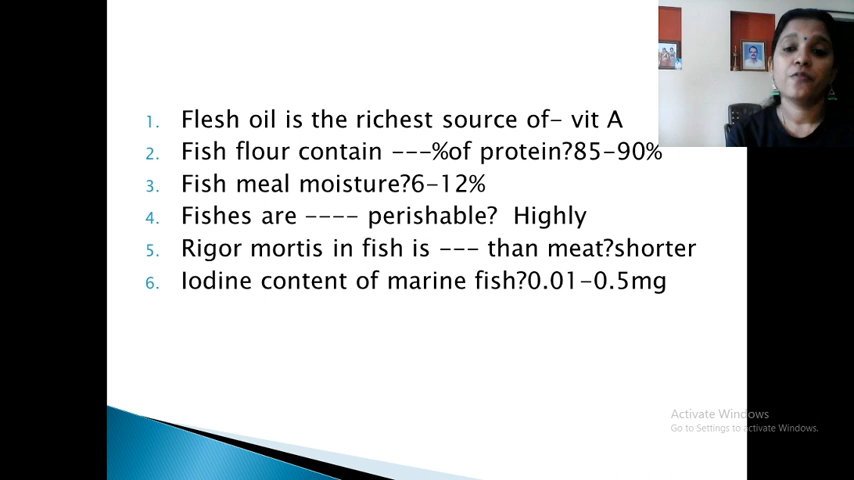 1. Flesh oil is the richest source of- vit A
2. Fish flour contain ---%of protein?85-90%
3. Fish meal moisture?6-12%
4. Fishes are ---- perishable? Highly
5. Rigor mortis in fish is --- than meat?shorter
6. Iodine content of marine fish?0.01-0.5mg
Activate Windows
Go to Settings to activate Windows.